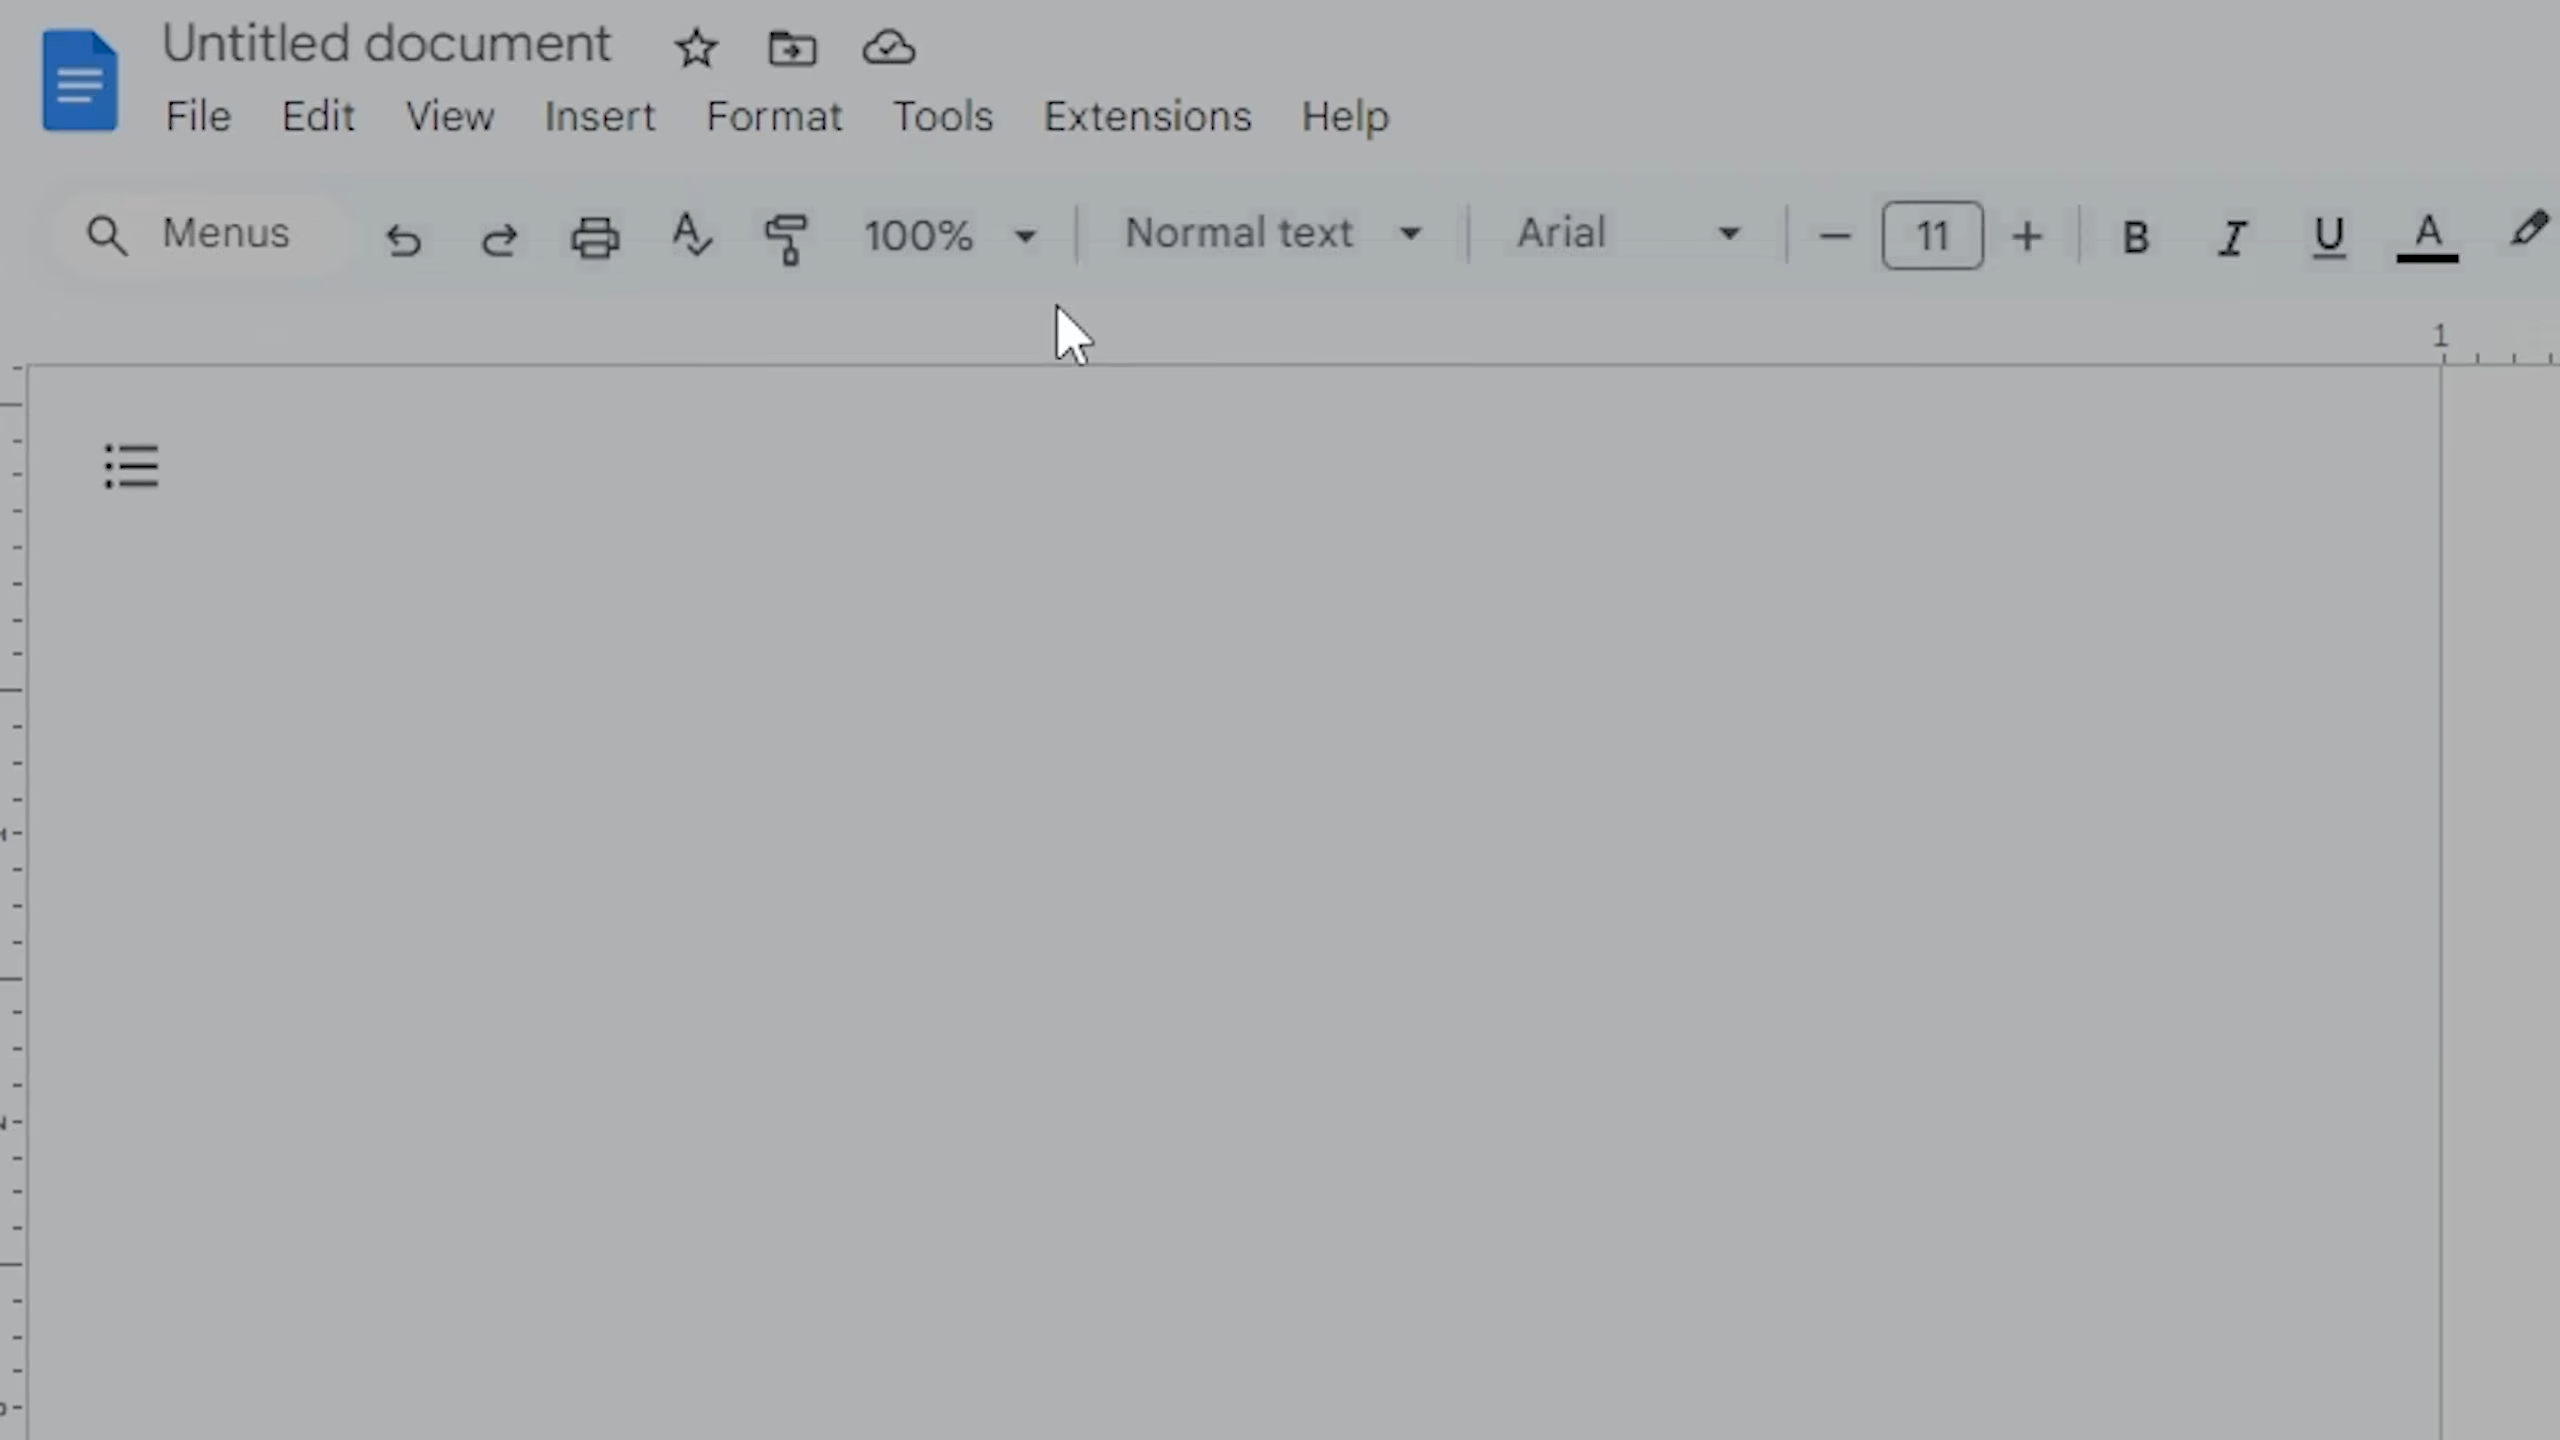 Untitled document
File Edit View Insert Format Tools Extensions Help
Menus 100% Normal text Arial 11 B I U A
1